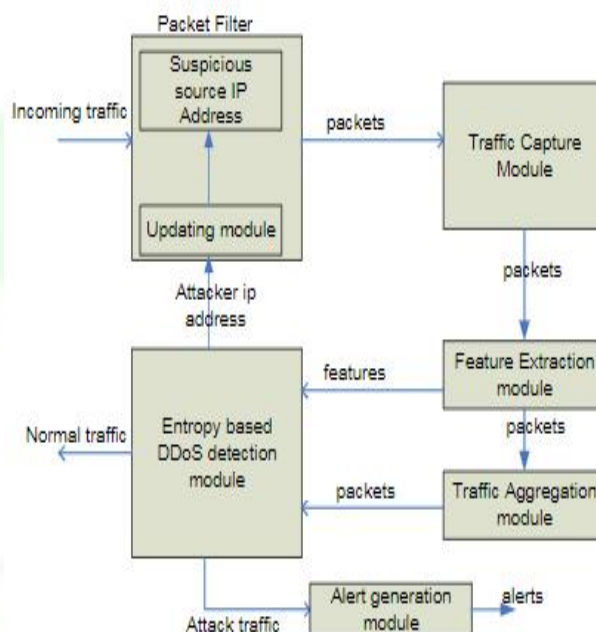 Packet Filter
Suspicious
source IP
Address
Incoming traffic
packets
Traffic Capture
Module
Updating module
packets
Attacker ip
address
features
Feature Extraction
module
Normal traffic
Entropy based
DDoS detection
module
packets
packets
Traffic Aggregation
module
Attack traffic
Alert generation
module
alerts